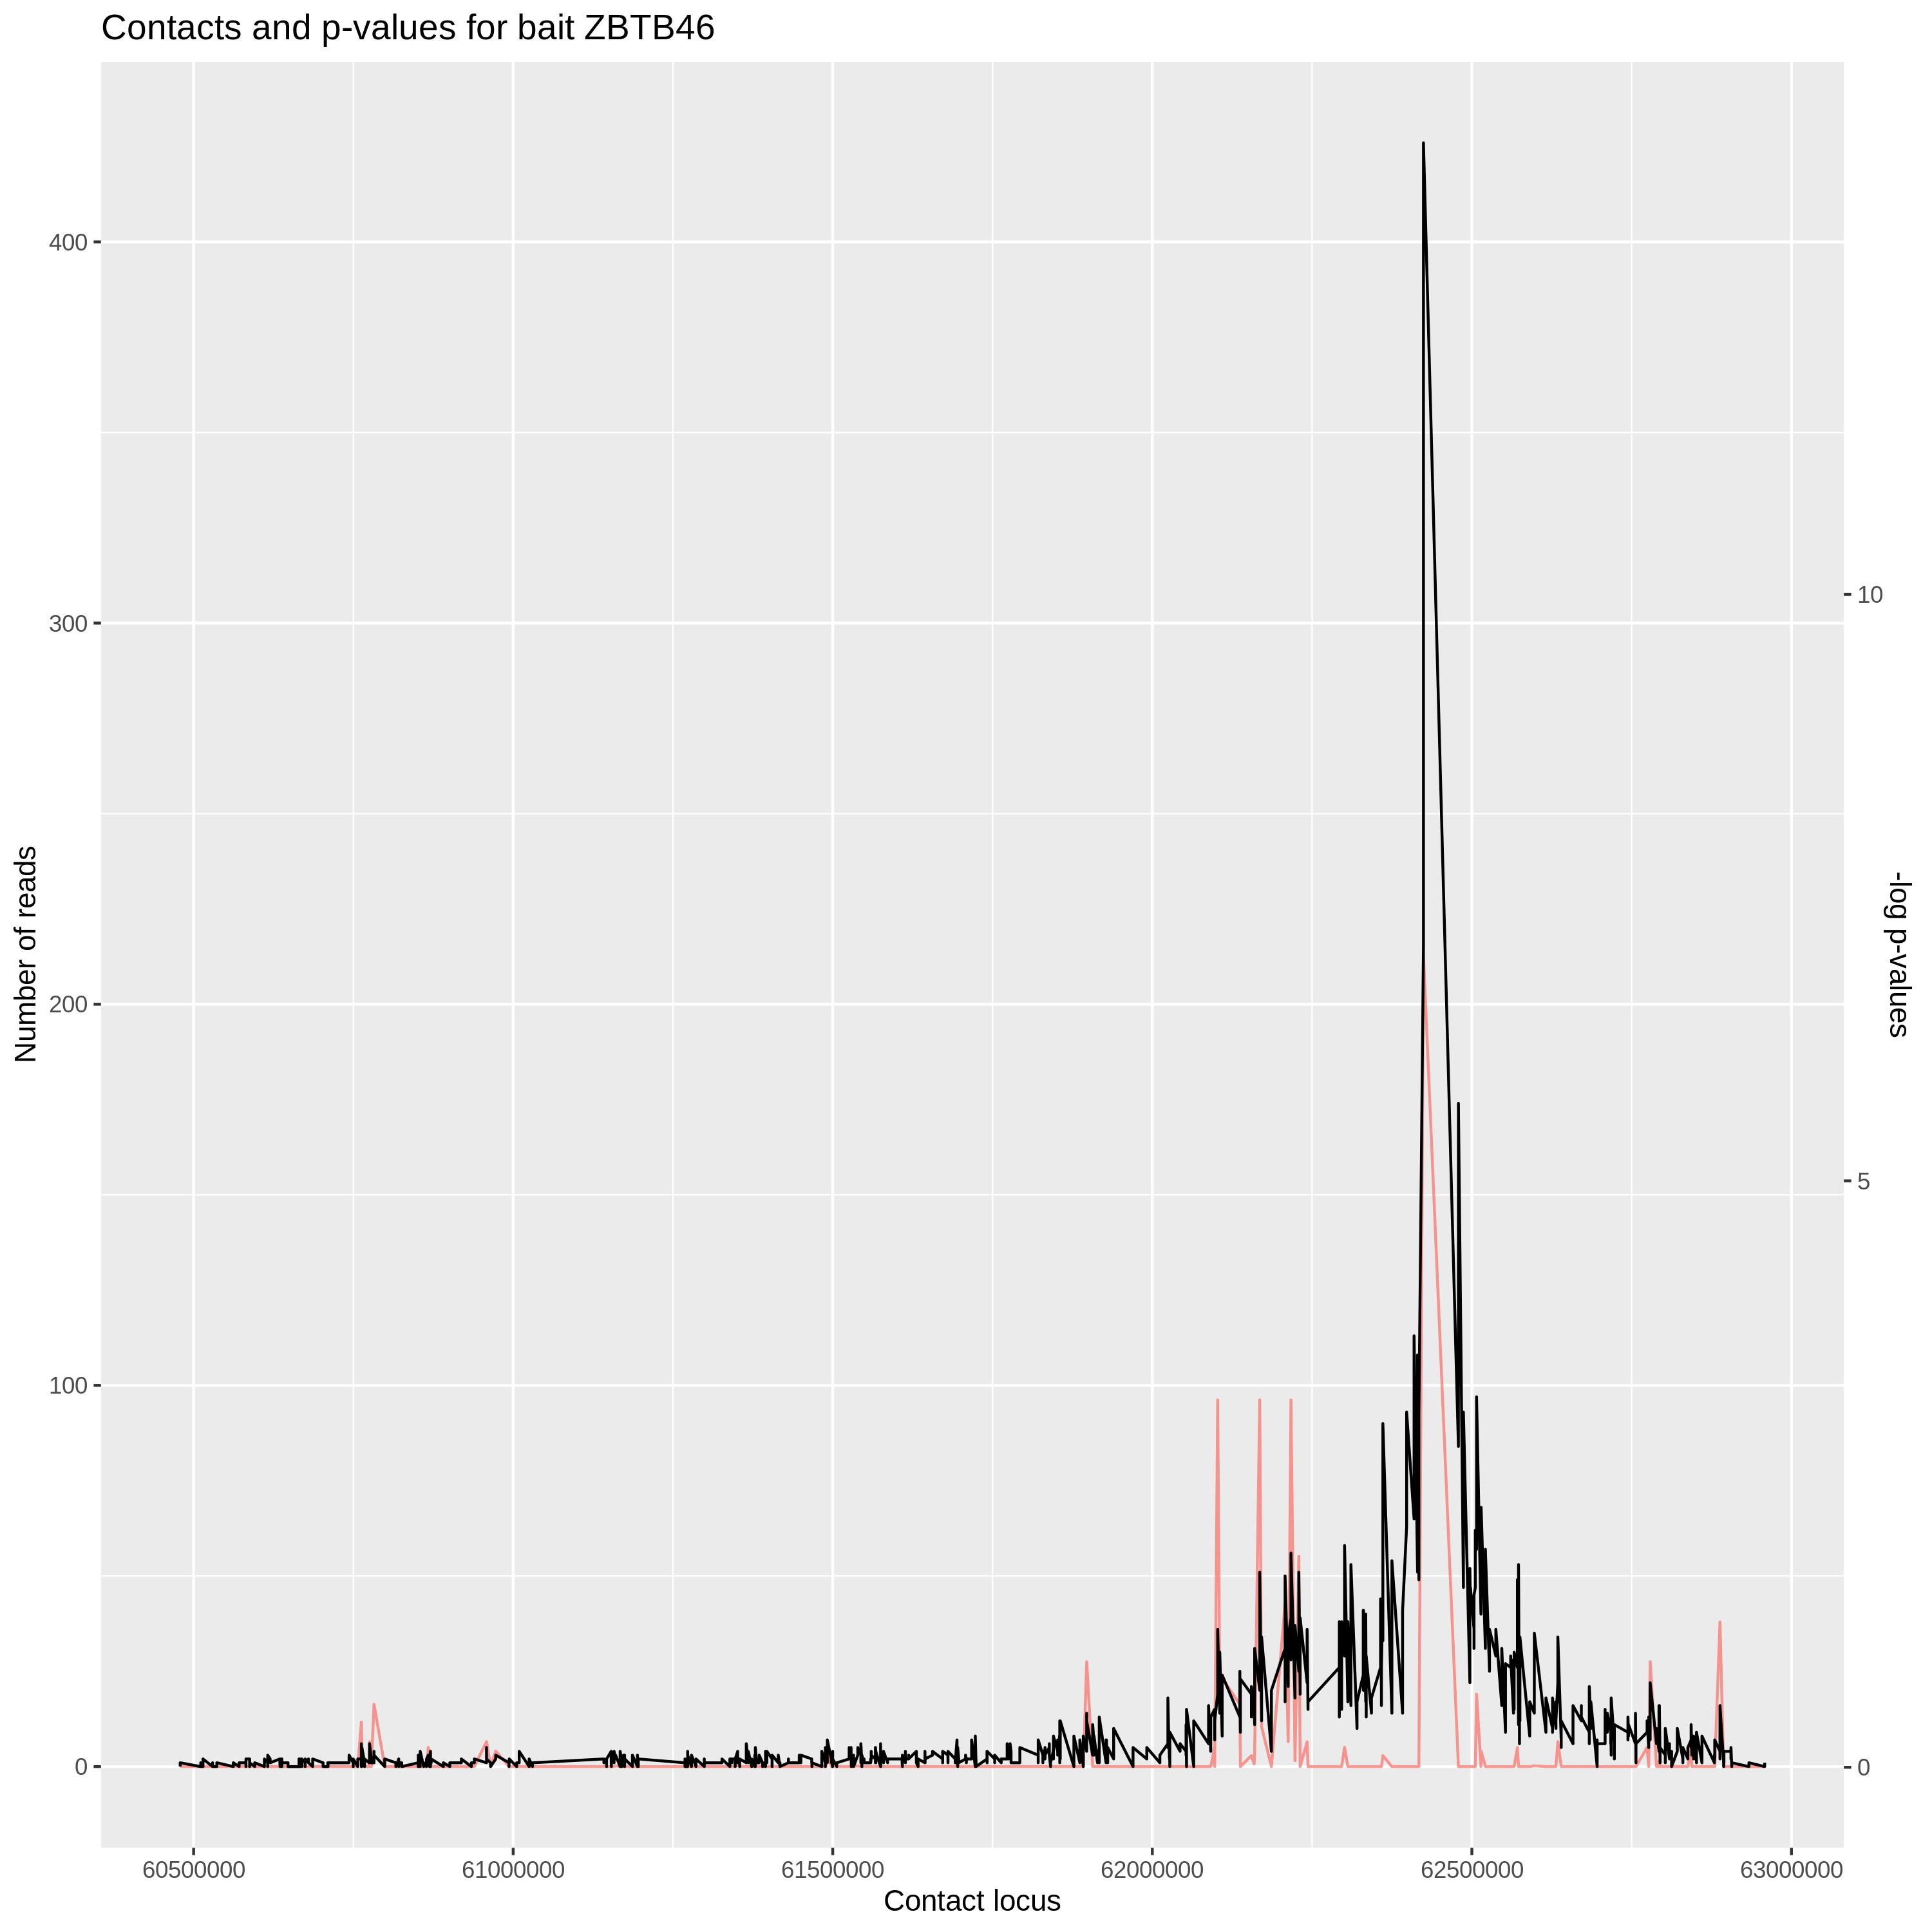 Contacts and p-values for bait ZBTB46
400
300
200
100
0
Number of reads
10
5
0
-log p-values
60500000 61000000 61500000 62000000 62500000 63000000
Contact locus